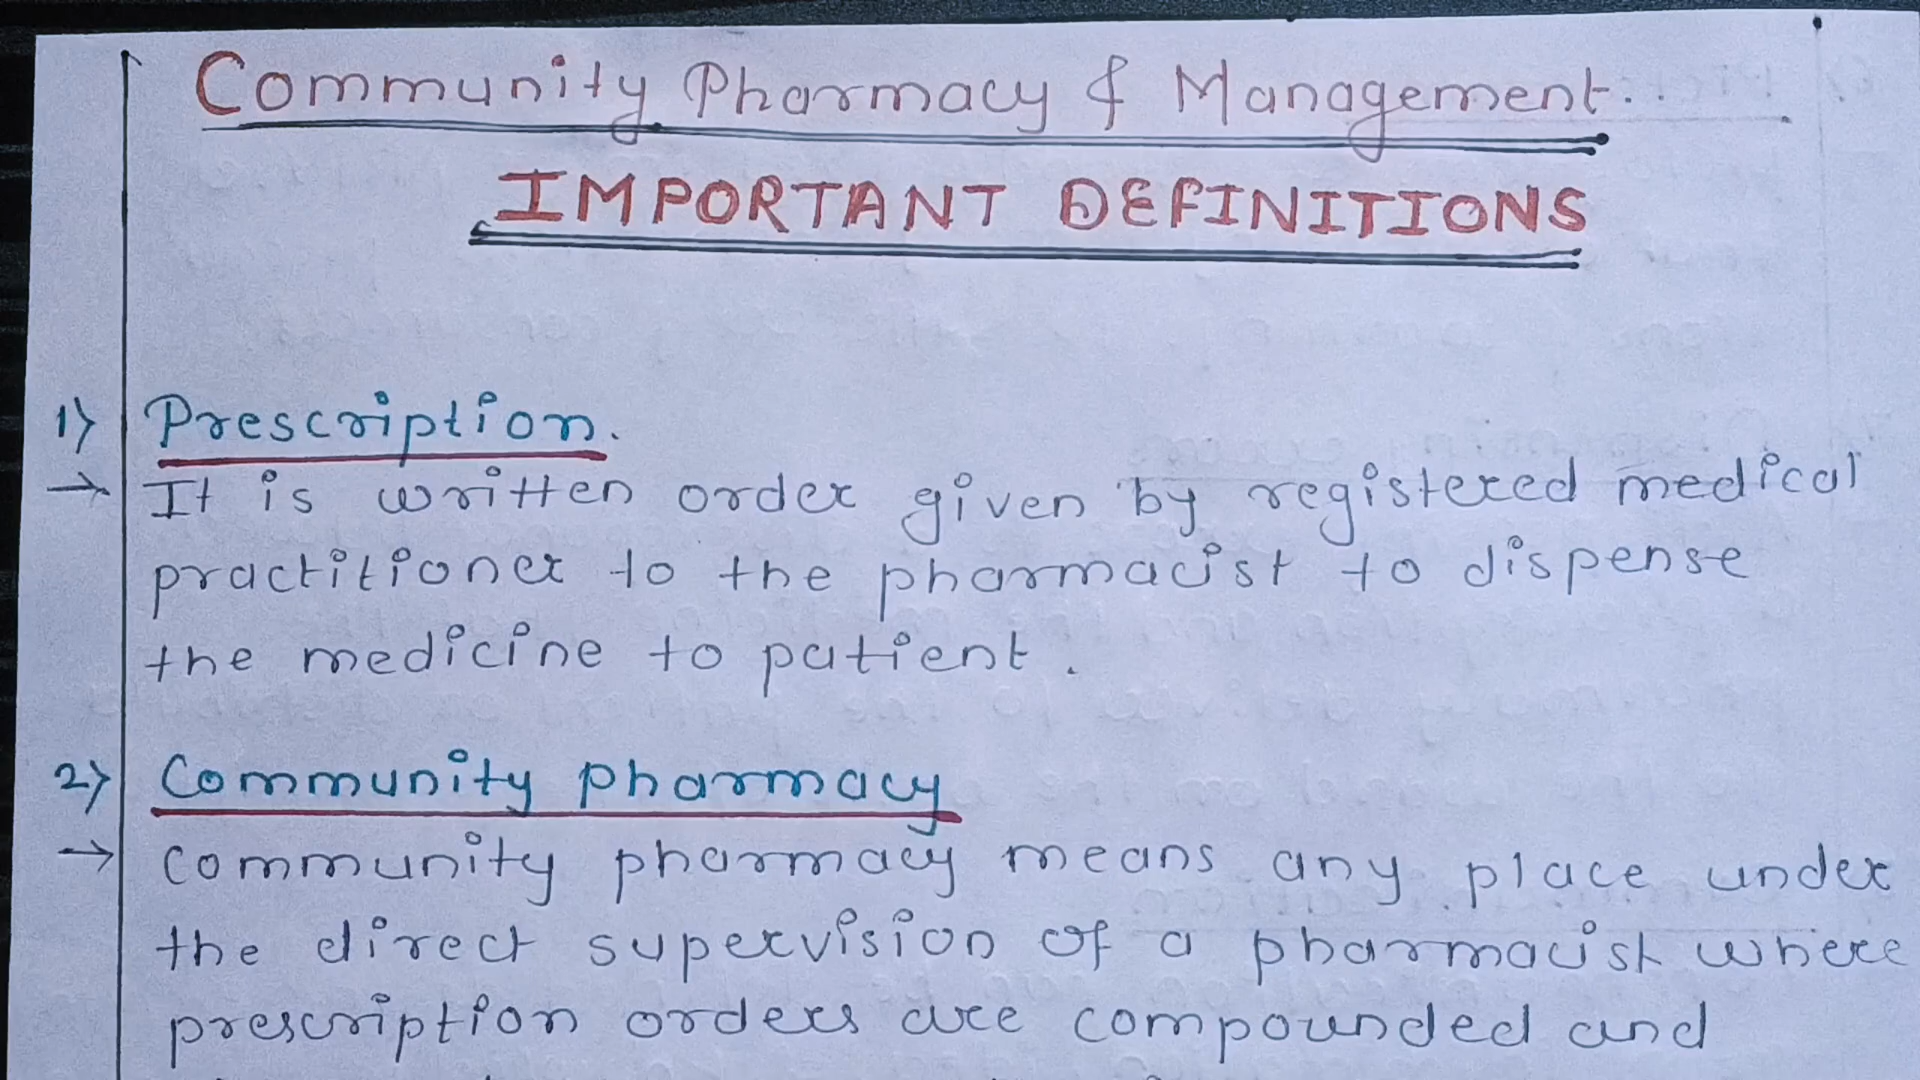 Community Pharmacy & Management.
IMPORTANT DEFINITIONS
1) Prescription.
→ It is written order given by registered medical
practitioner to the pharmacist to dispense
the medicine to patient.
2) Community pharmacy
→ community pharmacy means any place under
the direct supervision of a pharmacist where
prescription orders are compounded and